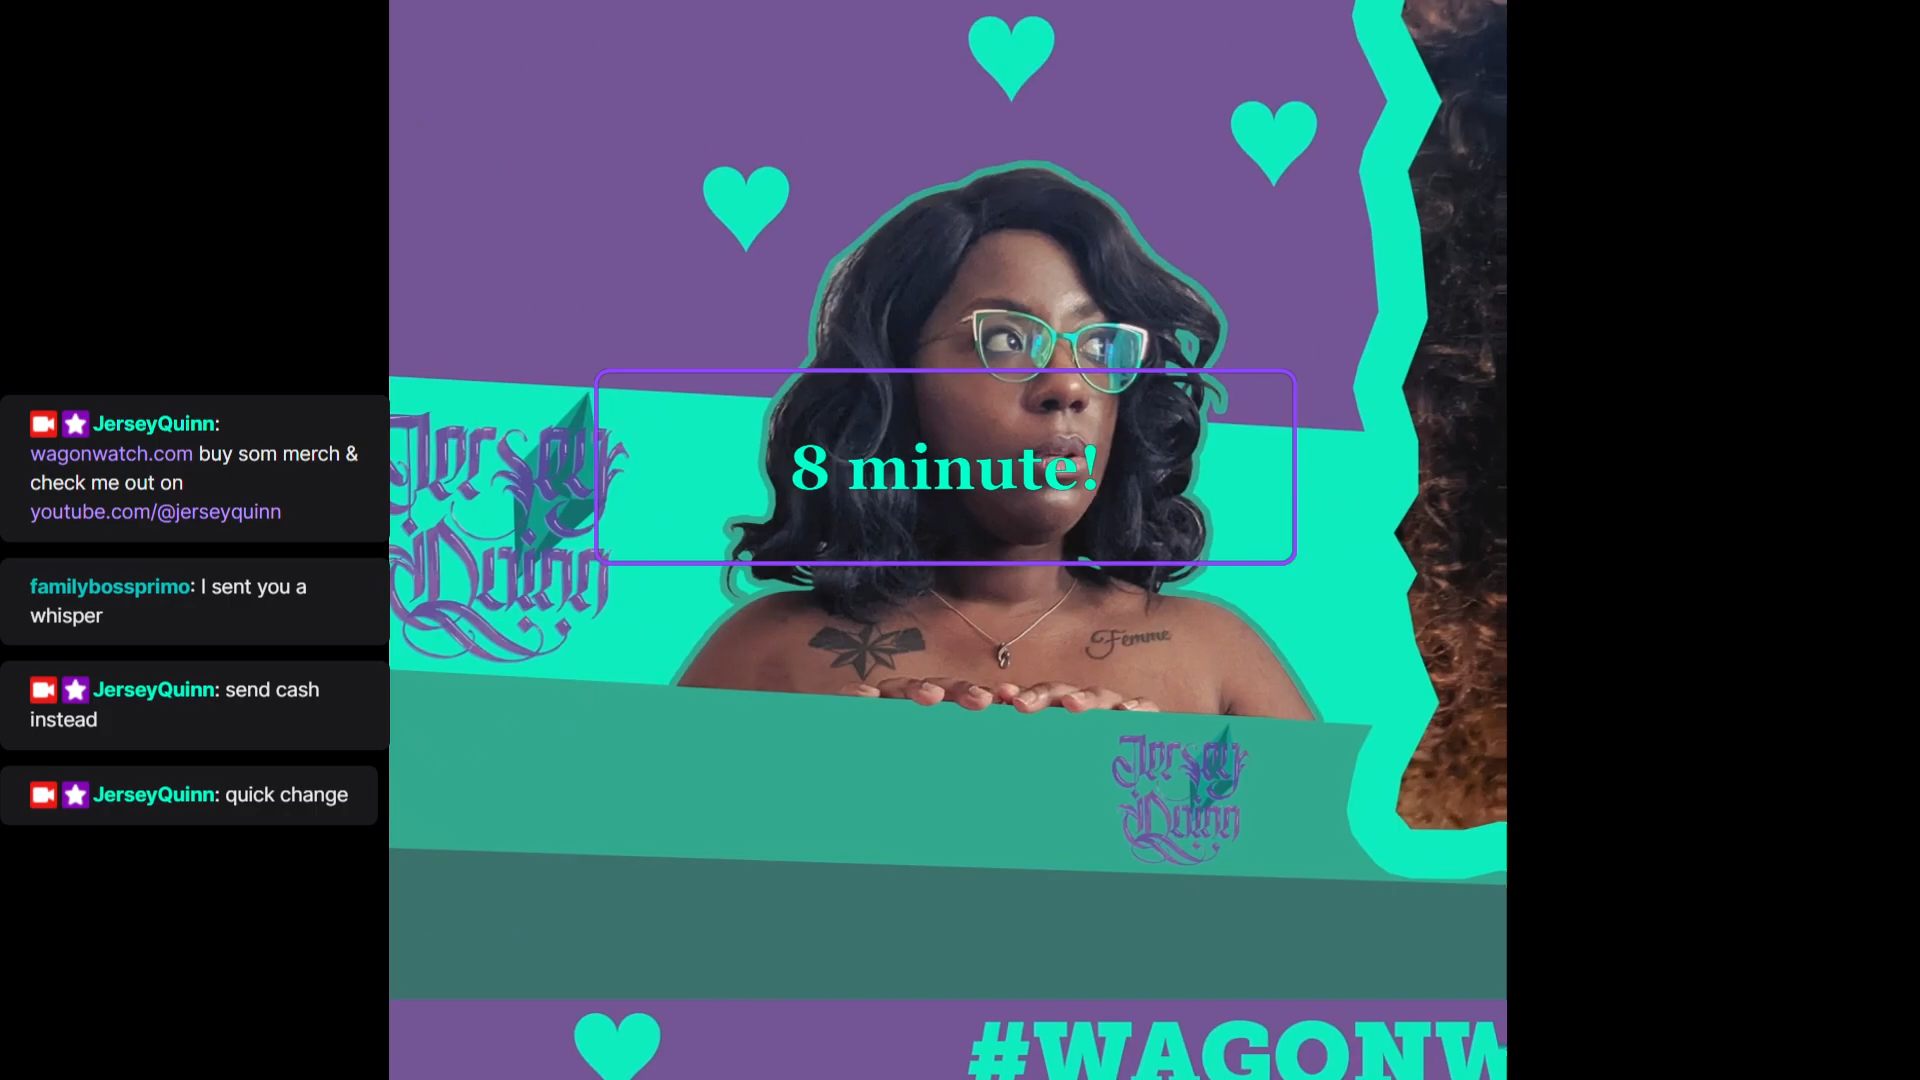 JerseyQuinn:
wagonwatch.com buy som merch &
check me out on
youtube.com/@jerseyquinn
familybossprimo: I sent you a
whisper
JerseyQuinn: send cash
instead
JerseyQuinn: quick change
Jersey
Quinn
8 minute!
Femme
Jersey
Quinn
#WAGONW